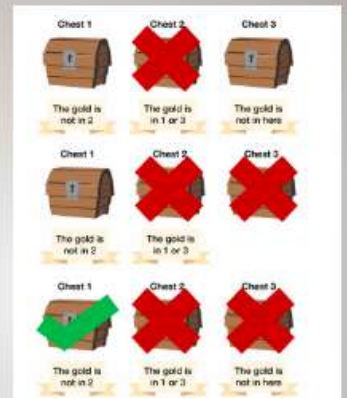 Chest 1 Chest 2 Chest 3
The gold is The gold is The gold is
not in 2 in 1 or 3 not in here
Chest 1 Chest 2 Chest 3
The gold is The gold is
not in 2 in 1 or 3
Chest 1 Chest 2 Chest 3
The gold is The gold is The gold is
not in 2 in 1 or 3 not in here